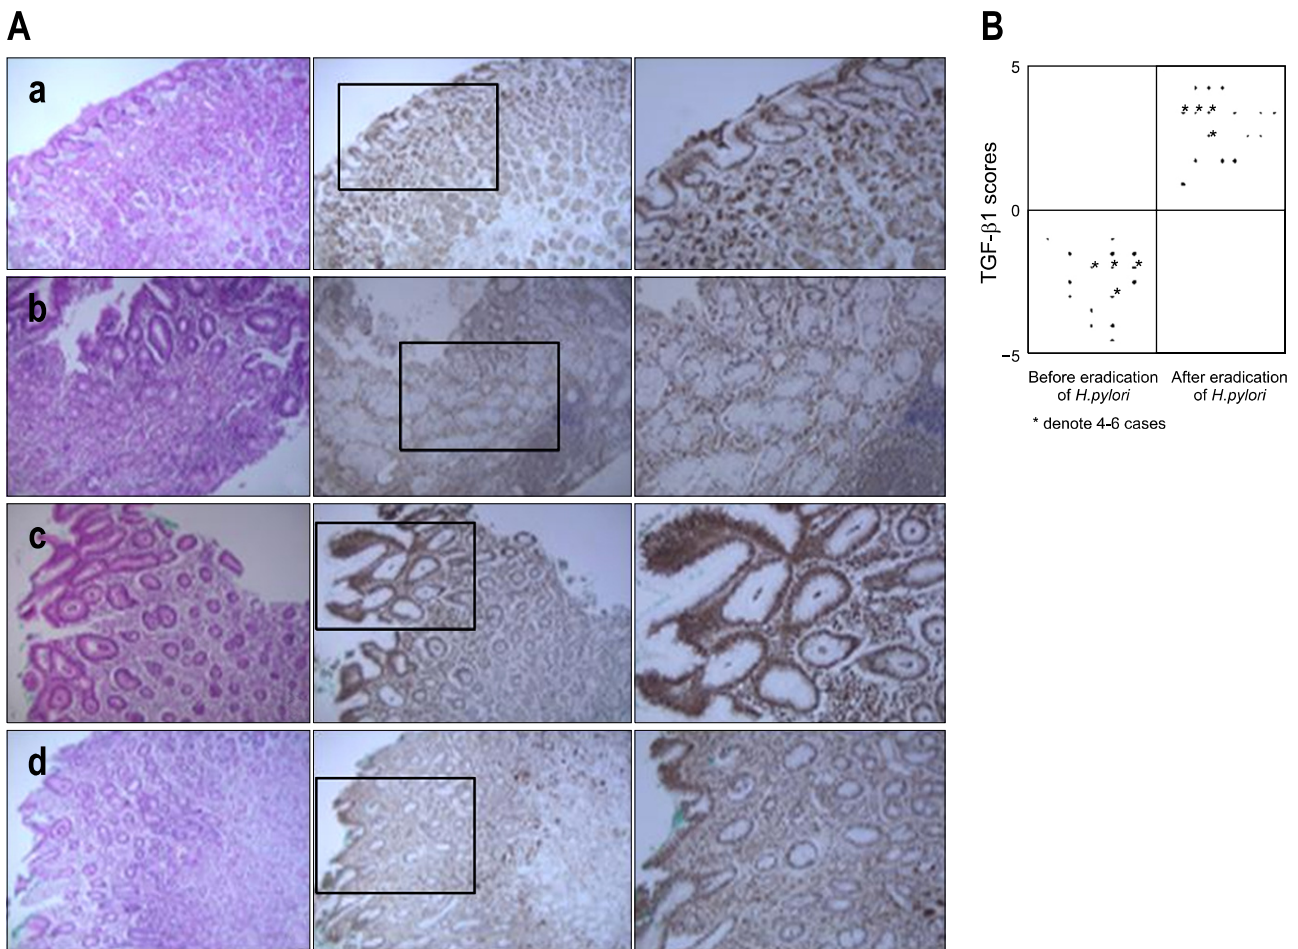 A
B
a
b
c
d
5
0
−5
TGF-β1 scores
Before eradication
of H.pylori
After eradication
of H.pylori
* denote 4-6 cases